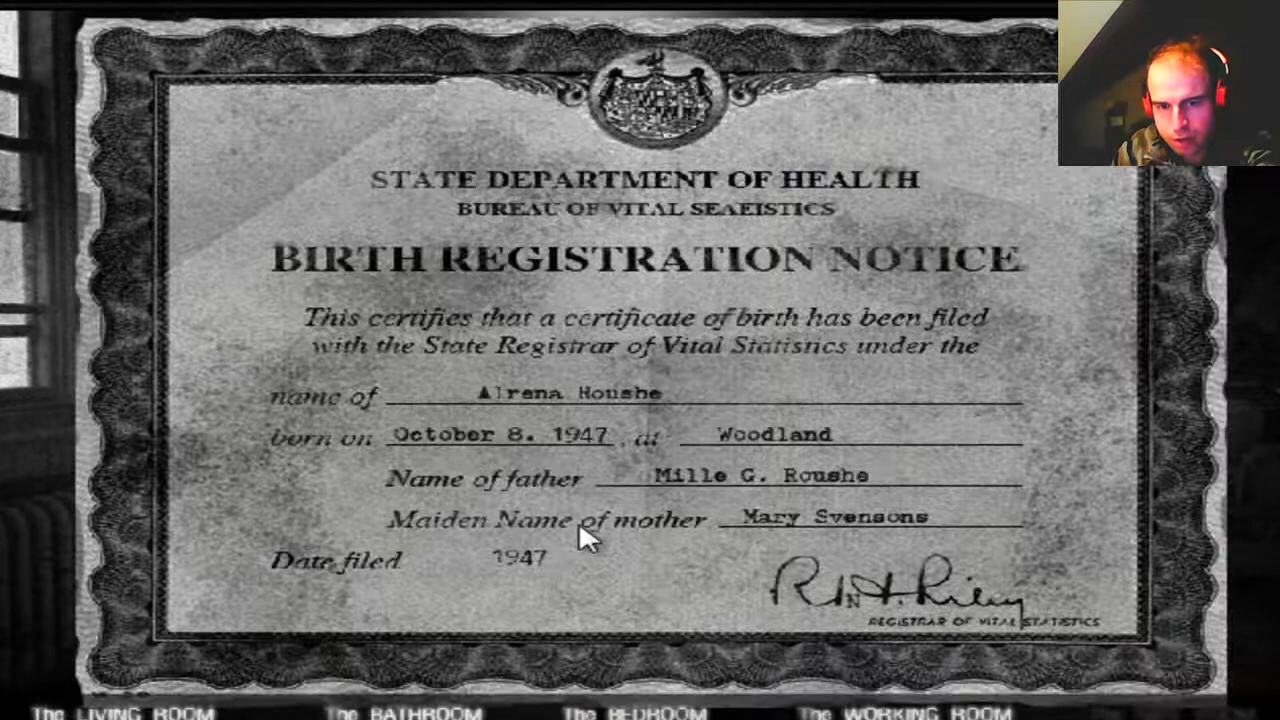 STATE DEPARTMENT OF HEALTH
BUREAU OF VITAL SEAEISTICS
BIRTH REGISTRATION NOTICE
This certifies that a certificate of birth has been filed
with the State Registrar of Vital Statistics under the
name of Alrena Houshe
born on October 8. 1947, at Woodland
Name of father Mille G. Roushe
Maiden Name of mother Mary Svensons
Date filed 1947
R N H. Riley
REGISTRAR OF VITAL STATISTICS
The LIVING ROOM The BATHROOM The BEDROOM The WORKING ROOM